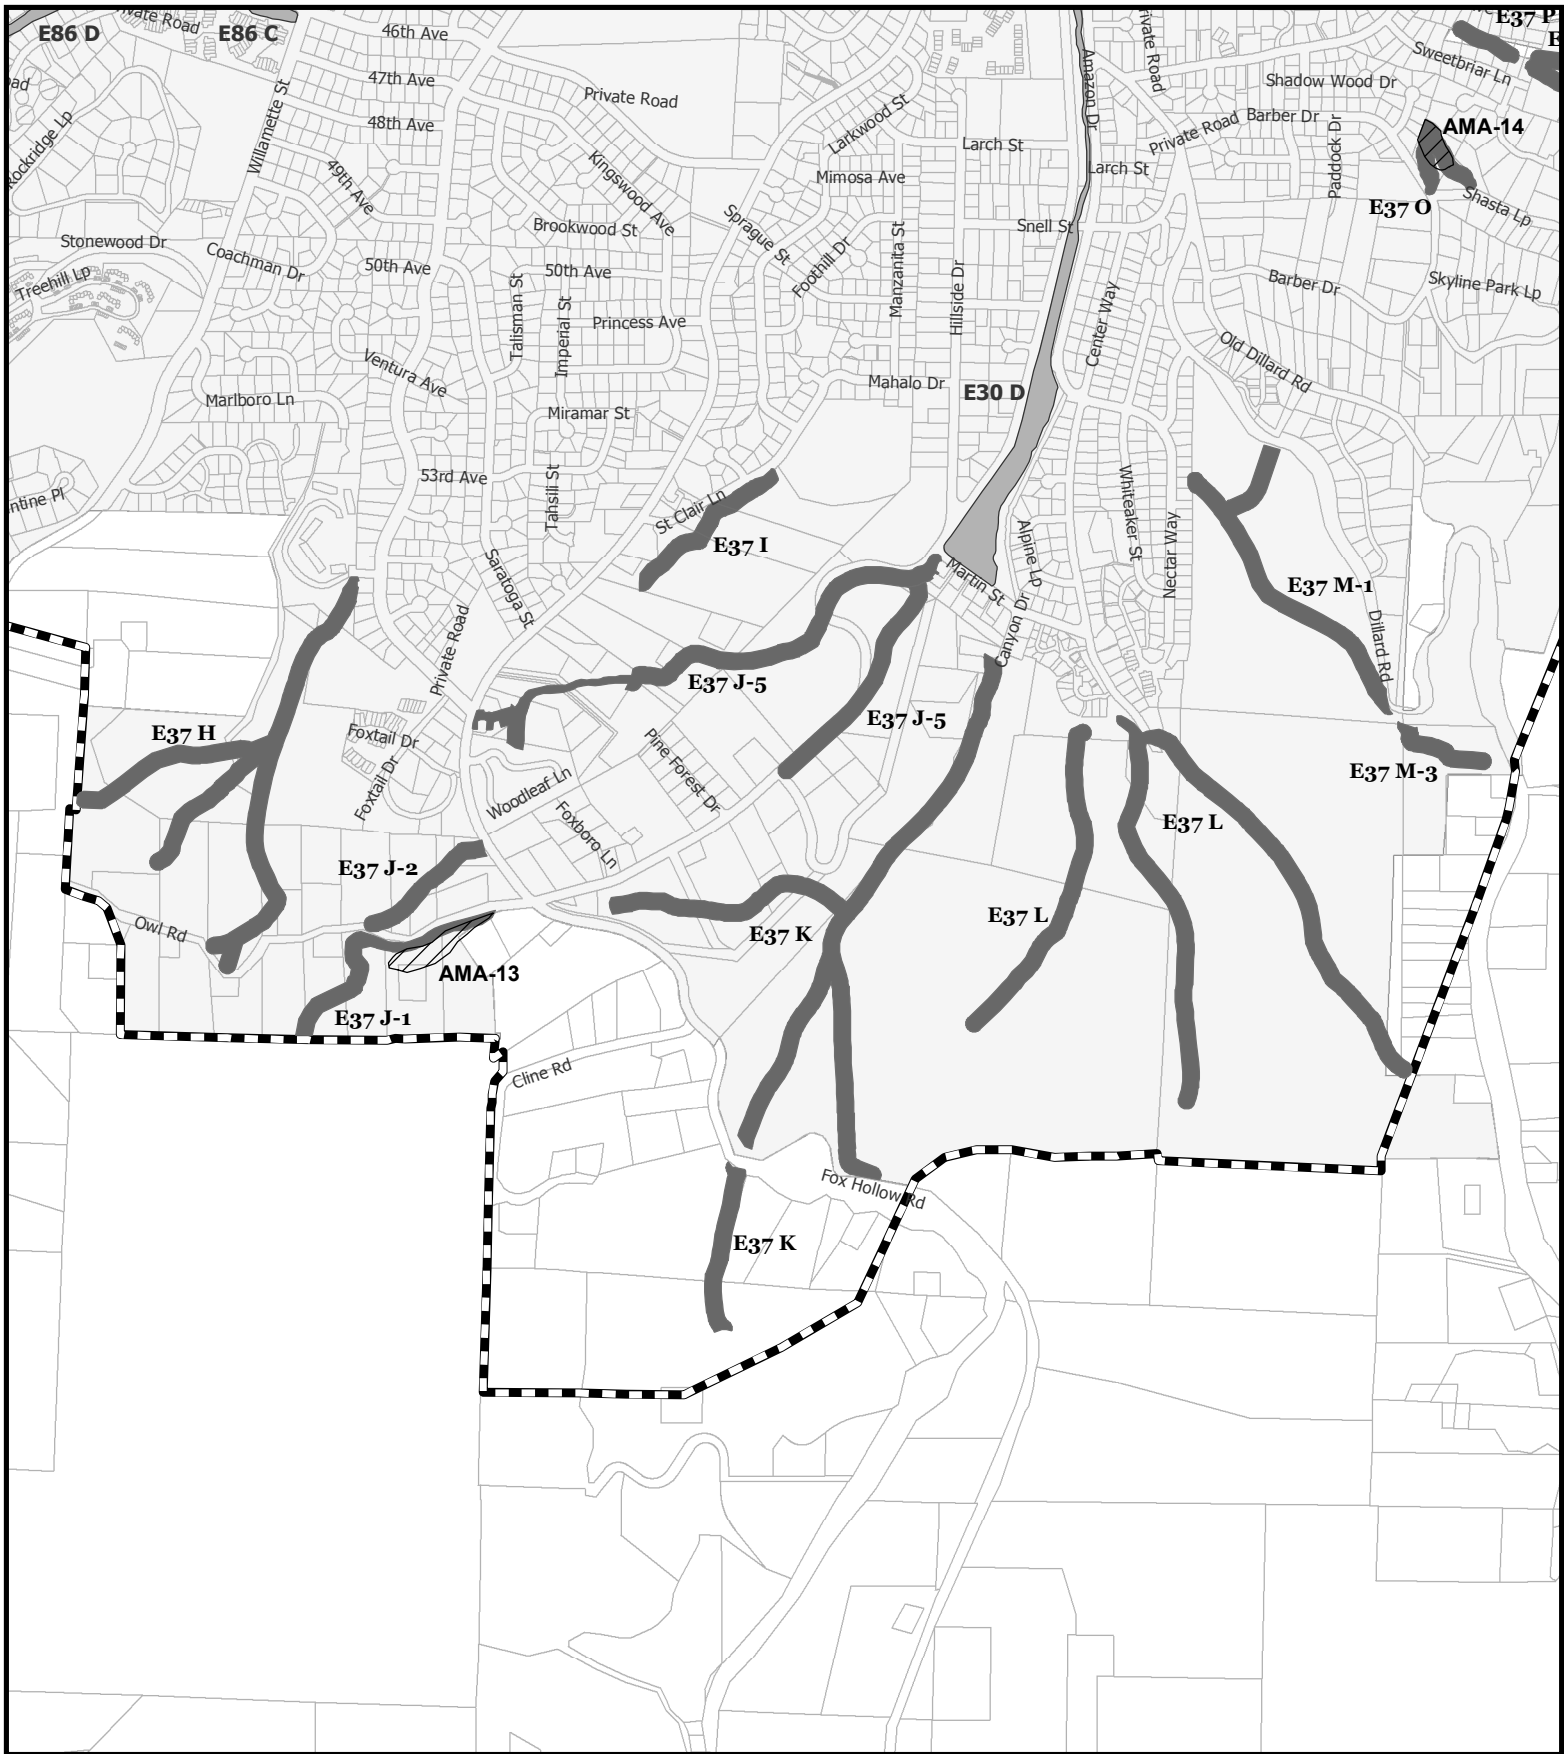 E86 D
Private Road
E86 C
46th Ave
47th Ave
48th Ave
Private Road
Willamette St
Rockridge Lp
49th Ave
Kingswood Ave
Larkwood St
Larch St
Mimosa Ave
Amazon Dr
Private Road
Private Road
Barber Dr
Shadow Wood Dr
Sweetbriar Ln
E37 P
AMA-14
Larch St
Paddock Dr
E37 O
Shasta Lp
Stonewood Dr
Coachman Dr
Treehill Lp
50th Ave
Brookwood St
50th Ave
Sprague St
Foothill Dr
Manzanita St
Hillside Dr
Snell St
Barber Dr
Skyline Park Lp
Talisman St
Imperial St
Princess Ave
Center Way
Ventura Ave
Mahalo Dr
E30 D
Old Dillard Rd
Marlboro Ln
Miramar St
53rd Ave
Tahsili St
St Clair Ln
E37 I
Saratoga St
Martin St
Alpine Lp
Whiteaker St
Nectar Way
E37 M-1
Dillard Rd
Private Road
Canyon Dr
E37 J-5
E37 J-5
E37 H
Foxtail Dr
Foxtail Dr
Woodleaf Ln
Pine Forest Dr
Foxboro Ln
E37 M-3
E37 L
E37 J-2
E37 L
Owl Rd
E37 K
AMA-13
E37 J-1
Cline Rd
Fox Hollow Rd
E37 K